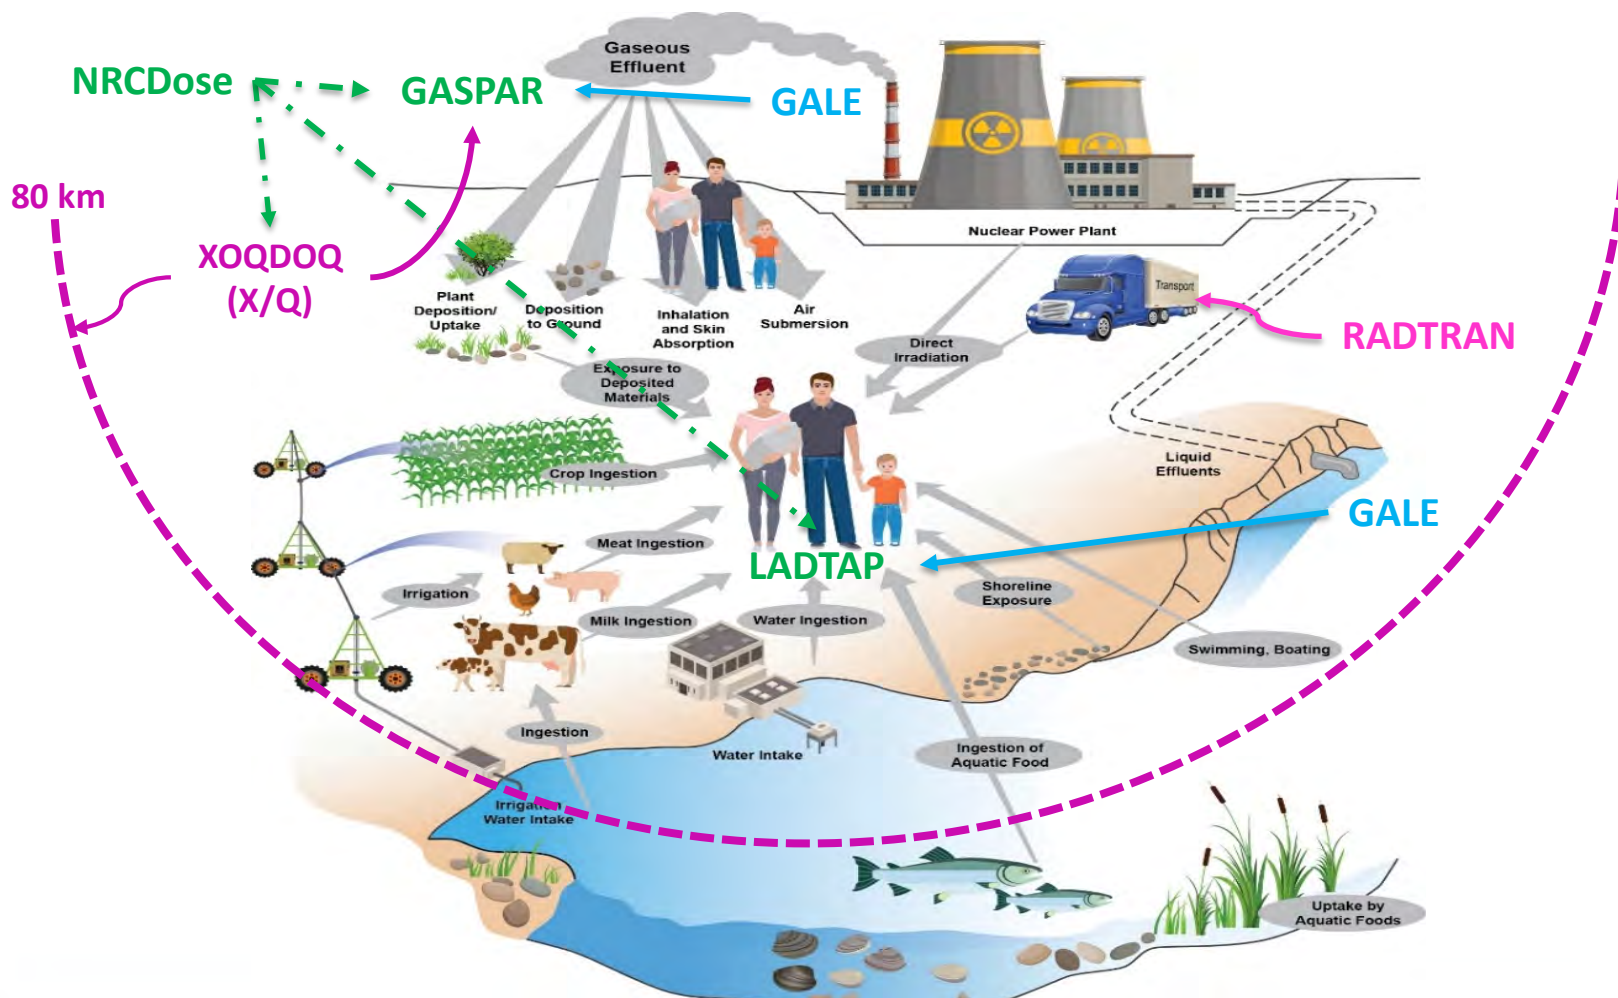 Gaseous
Effluent
NRCDose
GASPAR
GALE
80 km
XOQDOQ
(X/Q)
Nuclear Power Plant
Transport
Plant
Deposition/
Uptake
Deposition
to Ground
Inhalation
and Skin
Absorption
Air
Submersion
Direct
Irradiation
RADTRAN
Exposure to
Deposited
Materials
Crop Ingestion
Liquid
Effluents
GALE
Meat Ingestion
LADTAP
Irrigation
Shoreline
Exposure
Milk Ingestion
Water Ingestion
Swimming, Boating
Ingestion
Water Intake
Ingestion of
Aquatic Food
Irrigation
Water Intake
Uptake by
Aquatic Foods